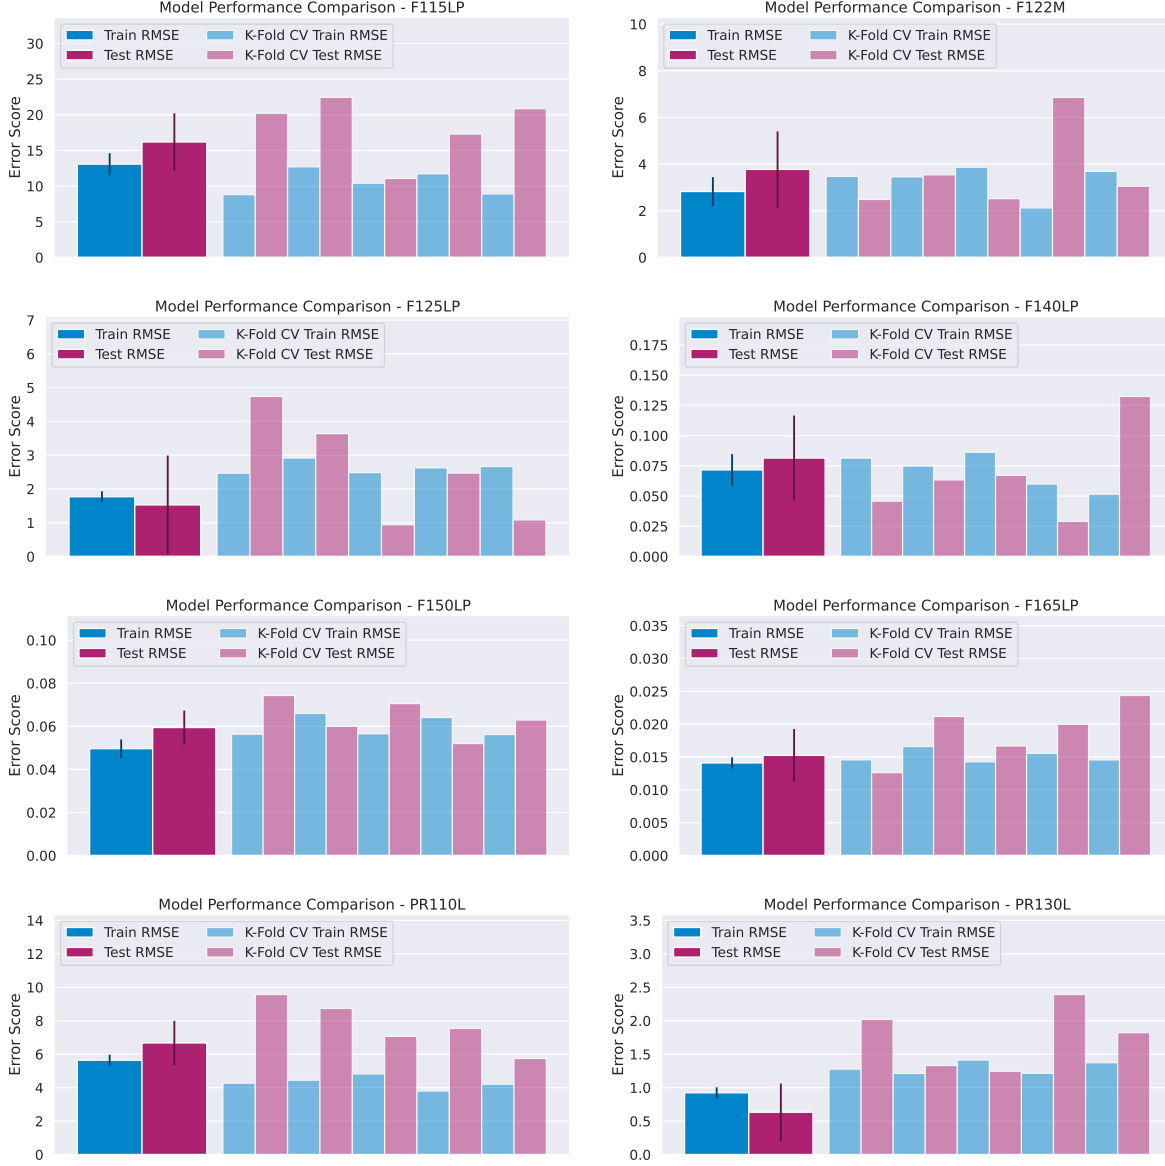 Model Performance Comparison - F115LP
Train RMSE
Test RMSE
K-Fold CV Train RMSE
K-Fold CV Test RMSE
Error Score
30
25
20
15
10
5
0
Model Performance Comparison - F122M
Train RMSE
Test RMSE
K-Fold CV Train RMSE
K-Fold CV Test RMSE
Error Score
10
8
6
4
2
0
Model Performance Comparison - F125LP
Train RMSE
Test RMSE
K-Fold CV Train RMSE
K-Fold CV Test RMSE
Error Score
7
6
5
4
3
2
1
0
Model Performance Comparison - F140LP
Train RMSE
Test RMSE
K-Fold CV Train RMSE
K-Fold CV Test RMSE
Error Score
0.175
0.150
0.125
0.100
0.075
0.050
0.025
0.000
Model Performance Comparison - F150LP
Train RMSE
Test RMSE
K-Fold CV Train RMSE
K-Fold CV Test RMSE
Error Score
0.10
0.08
0.06
0.04
0.02
0.00
Model Performance Comparison - F165LP
Train RMSE
Test RMSE
K-Fold CV Train RMSE
K-Fold CV Test RMSE
Error Score
0.035
0.030
0.025
0.020
0.015
0.010
0.005
0.000
Model Performance Comparison - PR110L
Train RMSE
Test RMSE
K-Fold CV Train RMSE
K-Fold CV Test RMSE
Error Score
14
12
10
8
6
4
2
0
Model Performance Comparison - PR130L
Train RMSE
Test RMSE
K-Fold CV Train RMSE
K-Fold CV Test RMSE
Error Score
3.5
3.0
2.5
2.0
1.5
1.0
0.5
0.0